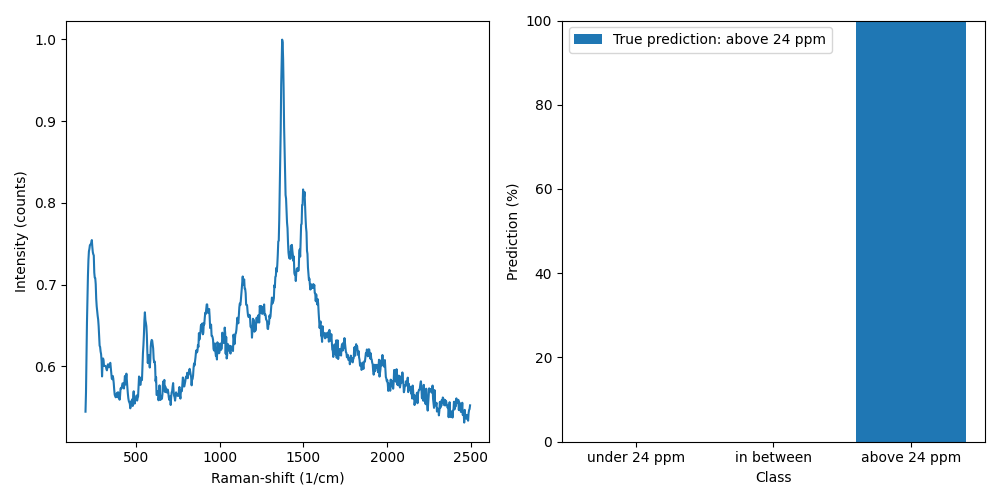 1.0
0.9
0.8
0.7
0.6
Intensity (counts)
500
1000
1500
2000
2500
Raman-shift (1/cm)
100
80
60
40
20
0
Prediction (%)
True prediction: above 24 ppm
under 24 ppm
in between
above 24 ppm
Class